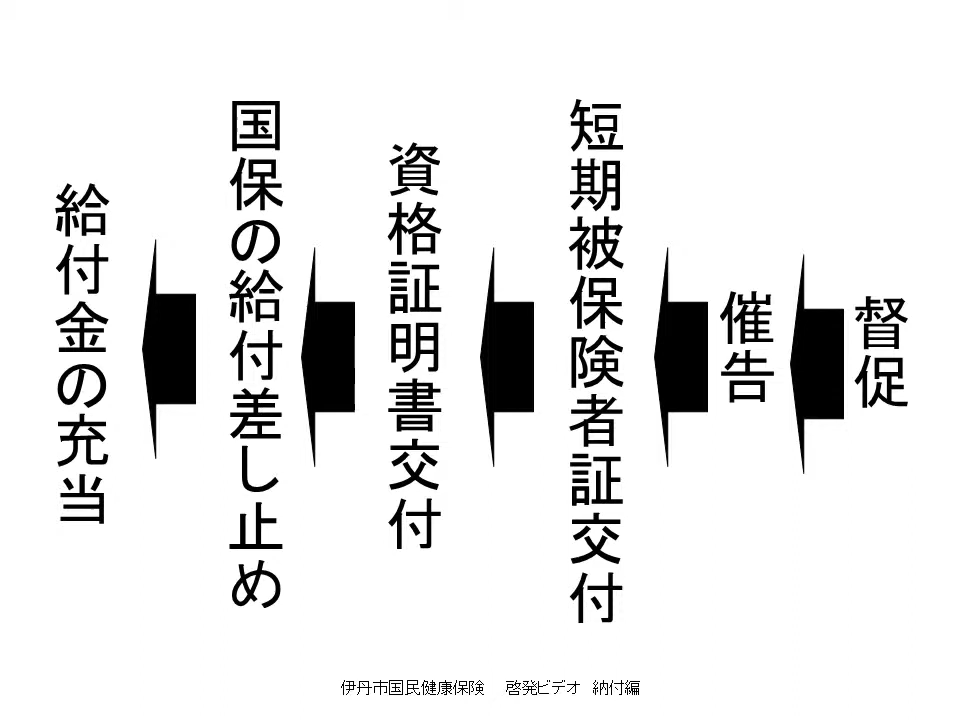 督促
催告
短期被保険者証交付
資格証明書交付
国保の給付差し止め
給付金の充当
伊丹市国民健康保険 啓発ビデオ 納付編